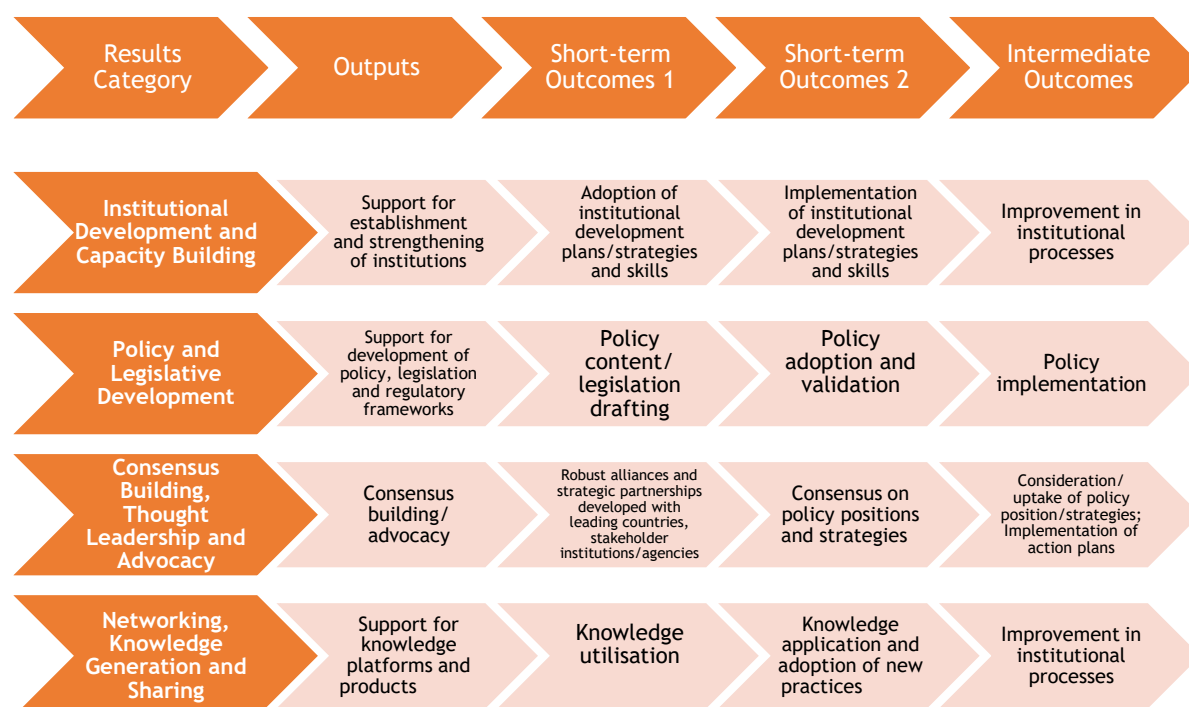 Results
Category
Outputs
Short-term
Outcomes 1
Short-term
Outcomes 2
Intermediate
Outcomes
Institutional
Development and
Capacity Building
Support for
establishment
and strengthening
of institutions
Adoption of
institutional
development
plans/strategies
and skills
Implementation
of institutional
development
plans/strategies
and skills
Improvement in
institutional
processes
Policy and
Legislative
Development
Support for
development of
policy, legislation
and regulatory
frameworks
Policy
content/
legislation
drafting
Policy
adoption and
validation
Policy
implementation
Consensus
Building,
Thought
Leadership and
Advocacy
Consensus
building/
advocacy
Robust alliances and
strategic partnerships
developed with
leading countries,
stakeholder
institutions/agencies
Consensus on
policy positions
and strategies
Consideration/
uptake of policy
position/strategies;
Implementation of
action plans
Networking,
Knowledge
Generation and
Sharing
Support for
knowledge
platforms and
products
Knowledge
utilisation
Knowledge
application and
adoption of new
practices
Improvement in
institutional
processes